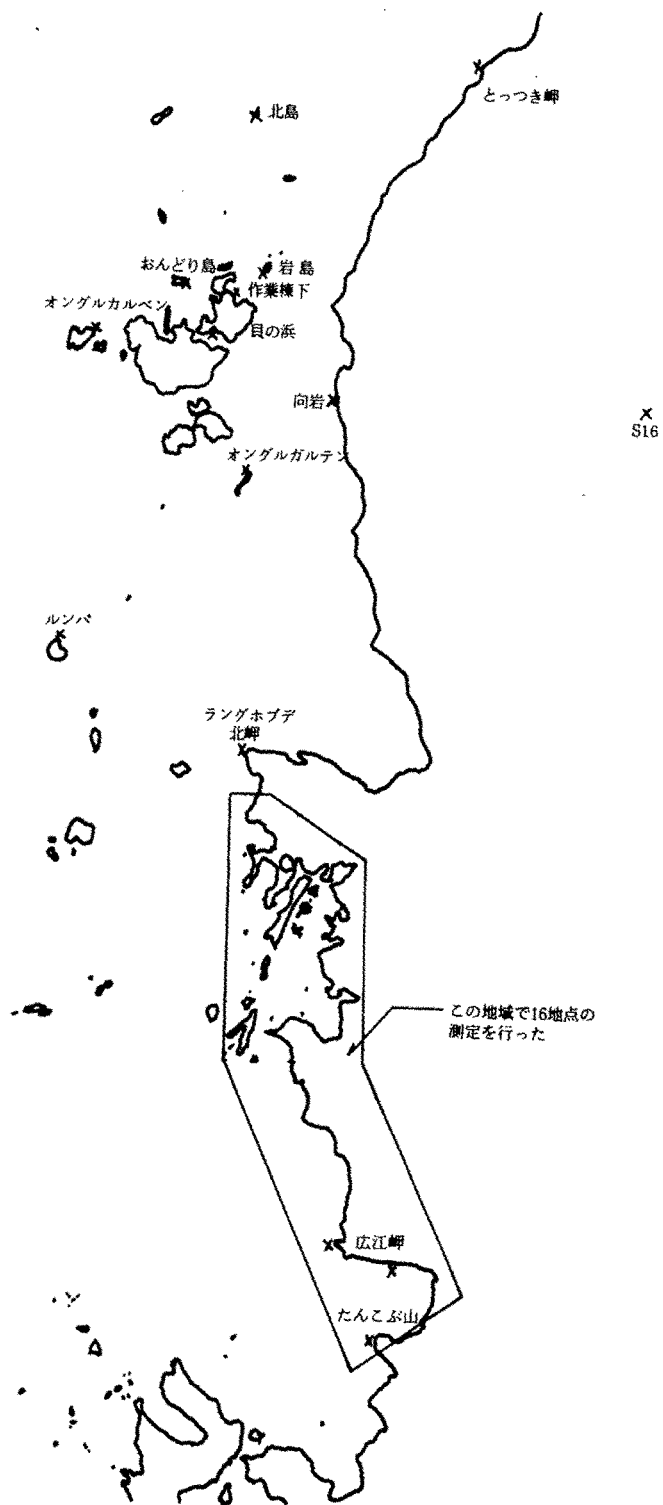 とっつき岬
北島
おんどり島
岩島
作業棟下
オングルカルベン
貝の浜
向岩
S16
オングルガルテン
ルンバ
ラングホブデ
北岬
この地域で16地点の
測定を行った
広江岬
たんこぶ山